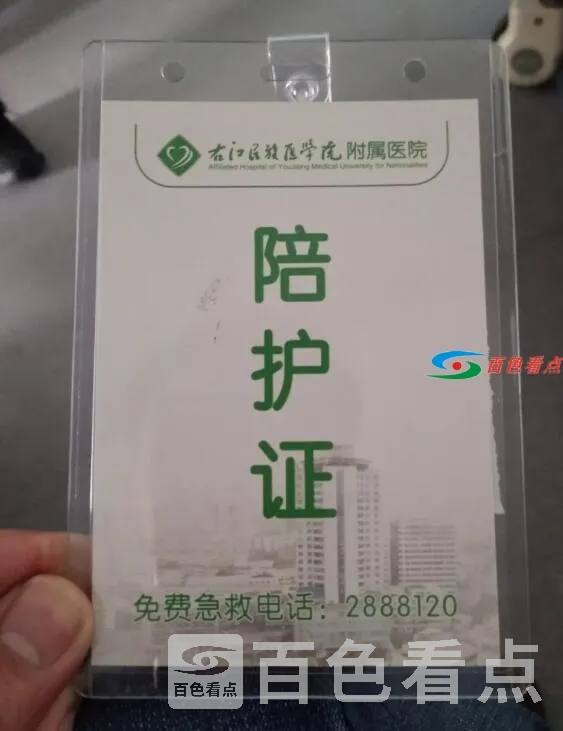 右江民族医学院 附属医院
Affiliated Hospital of YouJiang Medical University for Nationalities
陪
护
证
百色看点
免费急救电话：2888120
百色看点
百色看点